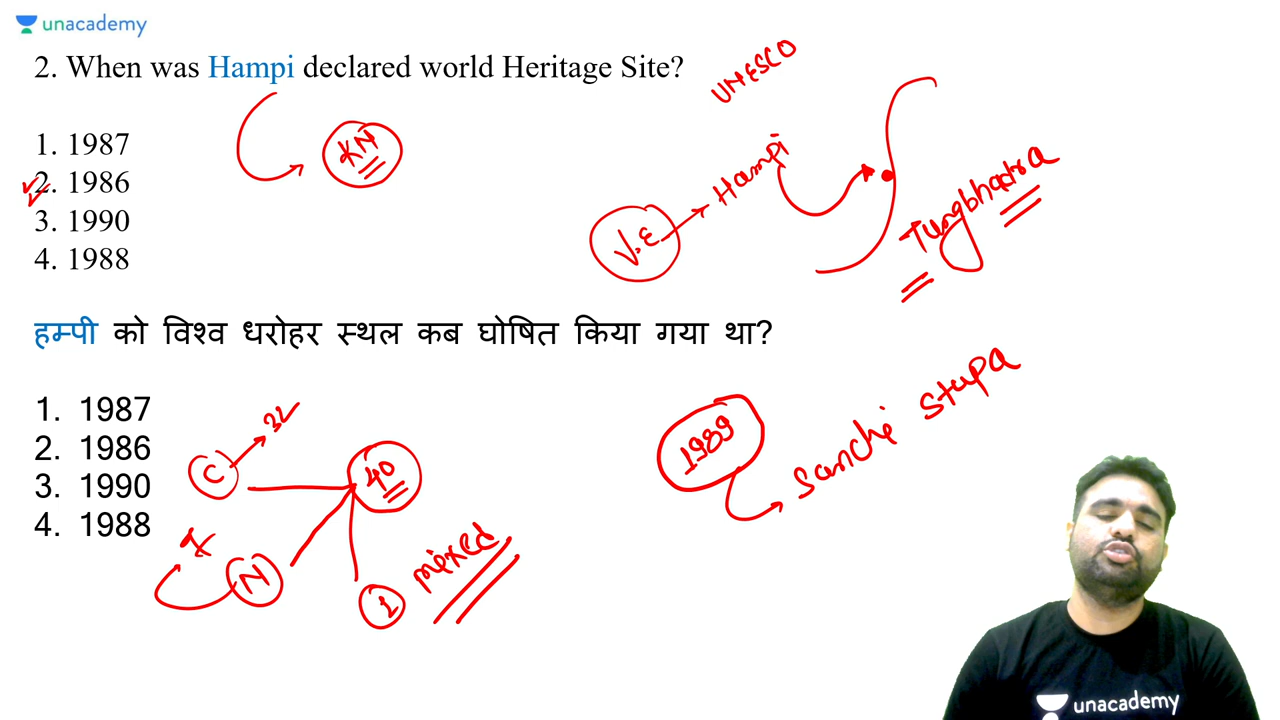 unacademy
2. When was Hampi declared world Heritage Site?
1. 1987
2. 1986
3. 1990
4. 1988
KN
UNESCO
V.E
Hampi
Tungbhadra
हम्पी को विश्व धरोहर स्थल कब घोषित किया गया था?
1. 1987
2. 1986
3. 1990
4. 1988
C
32
40
N
7
1
mixed
1989
Sanchi Stupa
unacademy